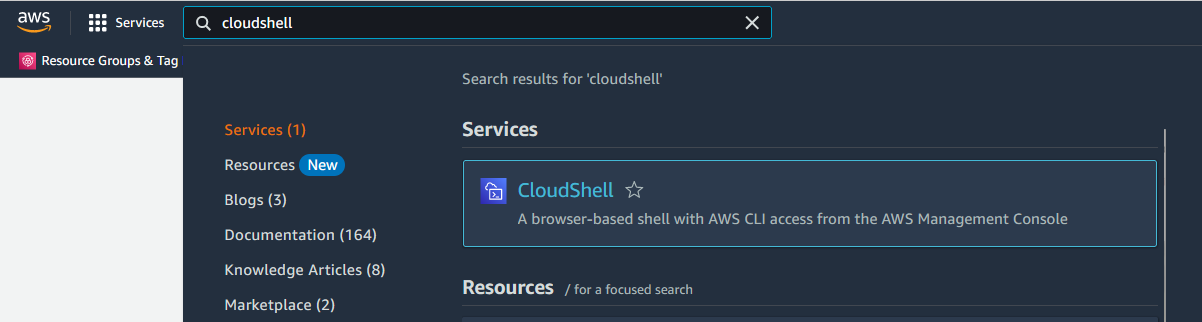 aws
Services
cloudshell
Resource Groups & Tag
Search results for 'cloudshell'
Services (1)
Resources New
Blogs (3)
Documentation (164)
Knowledge Articles (8)
Marketplace (2)
Services
CloudShell
A browser-based shell with AWS CLI access from the AWS Management Console
Resources / for a focused search